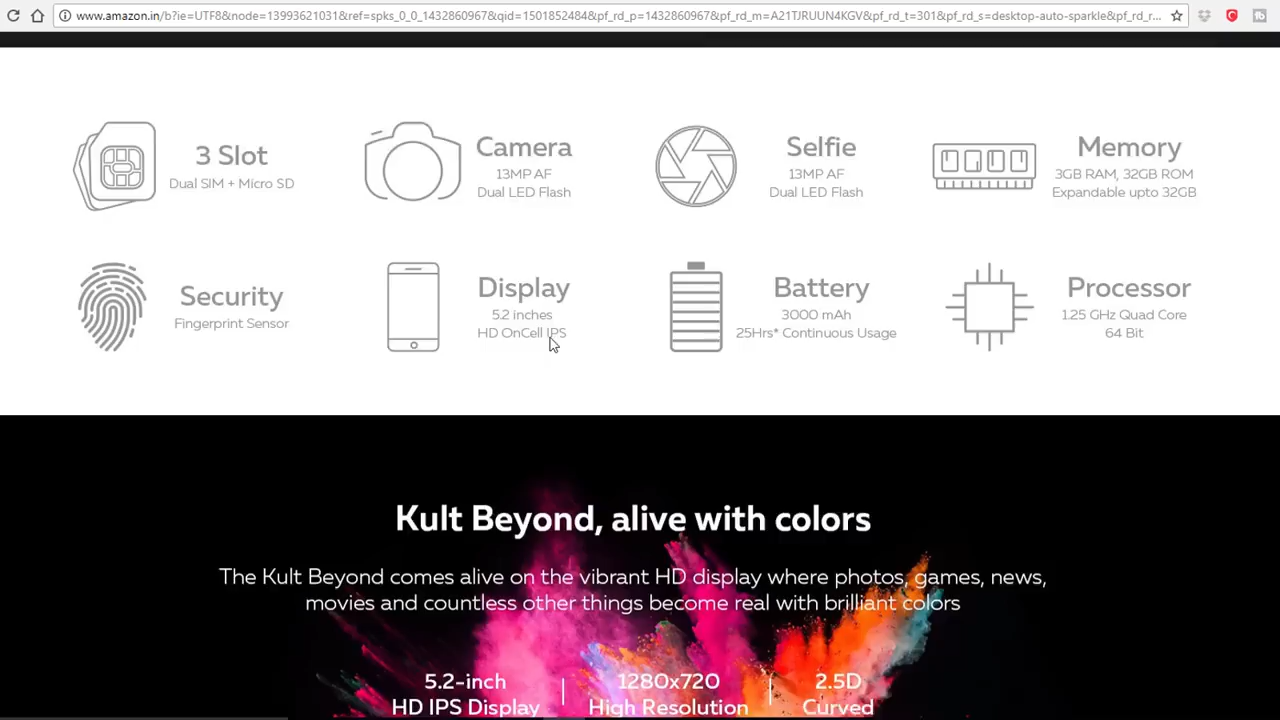 www.amazon.in/b?ie=UTF8&node=13993621031&ref=spks_0_0_1432860967&qid=1501852484&pf_rd_p=1432860967&pf_rd_m=A21TJRUUN4KGV&pf_rd_t=301&pf_rd_s=desktop-auto-sparkle&pf_rd_r...
3 Slot
Dual SIM + Micro SD
Camera
13MP AF
Dual LED Flash
Selfie
13MP AF
Dual LED Flash
Memory
3GB RAM, 32GB ROM
Expandable upto 32GB
Security
Fingerprint Sensor
Display
5.2 inches
HD OnCell IPS
Battery
3000 mAh
25Hrs* Continuous Usage
Processor
1.25 GHz Quad Core
64 Bit
Kult Beyond, alive with colors
The Kult Beyond comes alive on the vibrant HD display where photos, games, news,
movies and countless other things become real with brilliant colors
5.2-inch
HD IPS Display
1280x720
High Resolution
2.5D
Curved